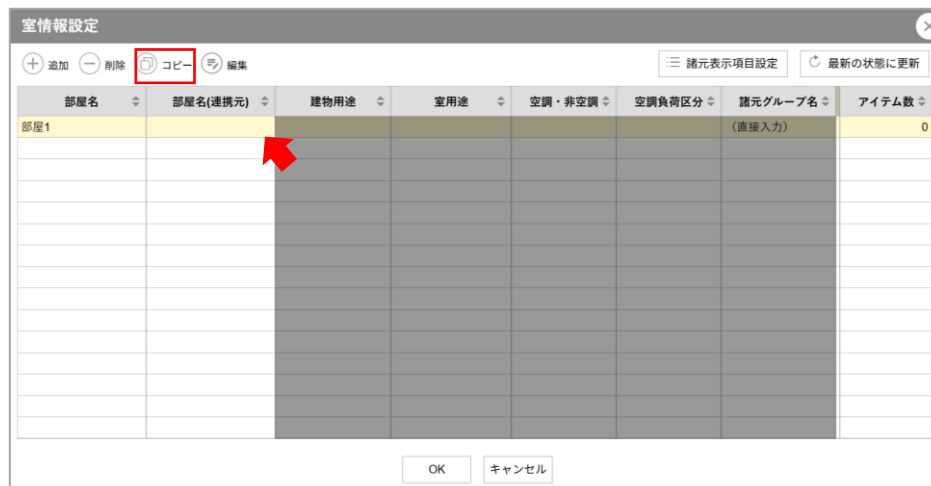 室情報設定
追加 削除 コピー 編集 諸元表示項目設定 最新の状態に更新
部屋名 部屋名(連携元) 建物用途 室用途 空調・非空調 空調負荷区分 諸元グループ名 アイテム数
部屋1 (直接入力) 0
OK キャンセル